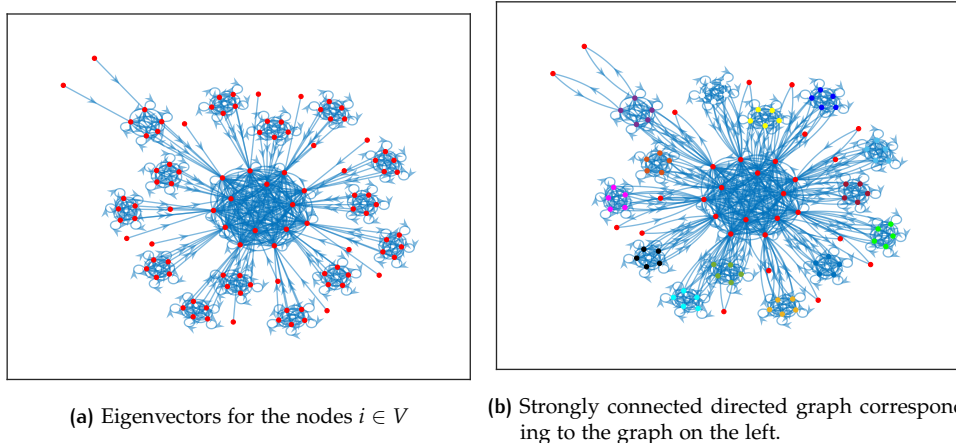 (a) Eigenvectors for the nodes i ∈ V
(b) Strongly connected directed graph correspond
ing to the graph on the left.